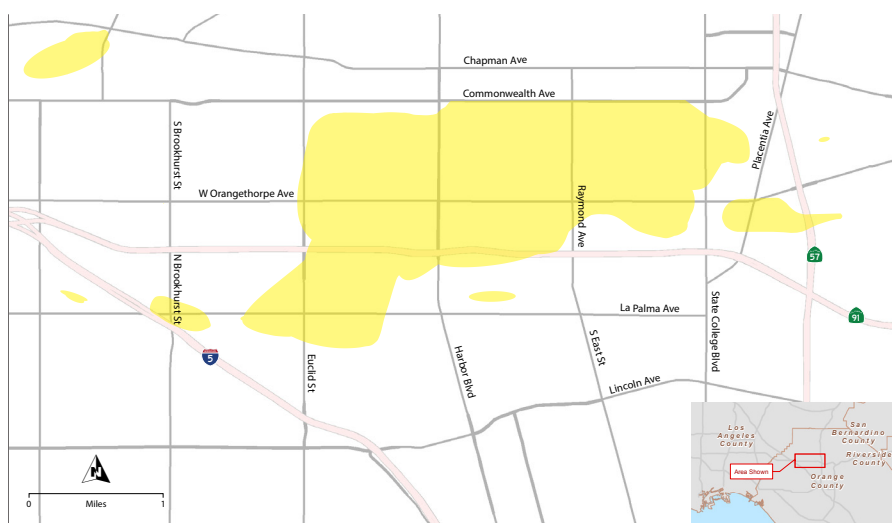 Chapman Ave
Commonwealth Ave
S Brookhurst St
Placentia Ave
W Orangethorpe Ave
Raymond Ave
57
N Brookhurst St
La Palma Ave
State College Blvd
91
5
Euclid St
Harbor Blvd
S East St
Lincoln Ave
N
0 Miles 1
Los
Angeles
County
San
Bernardino
County
Riverside
County
Area Shown
Orange
County